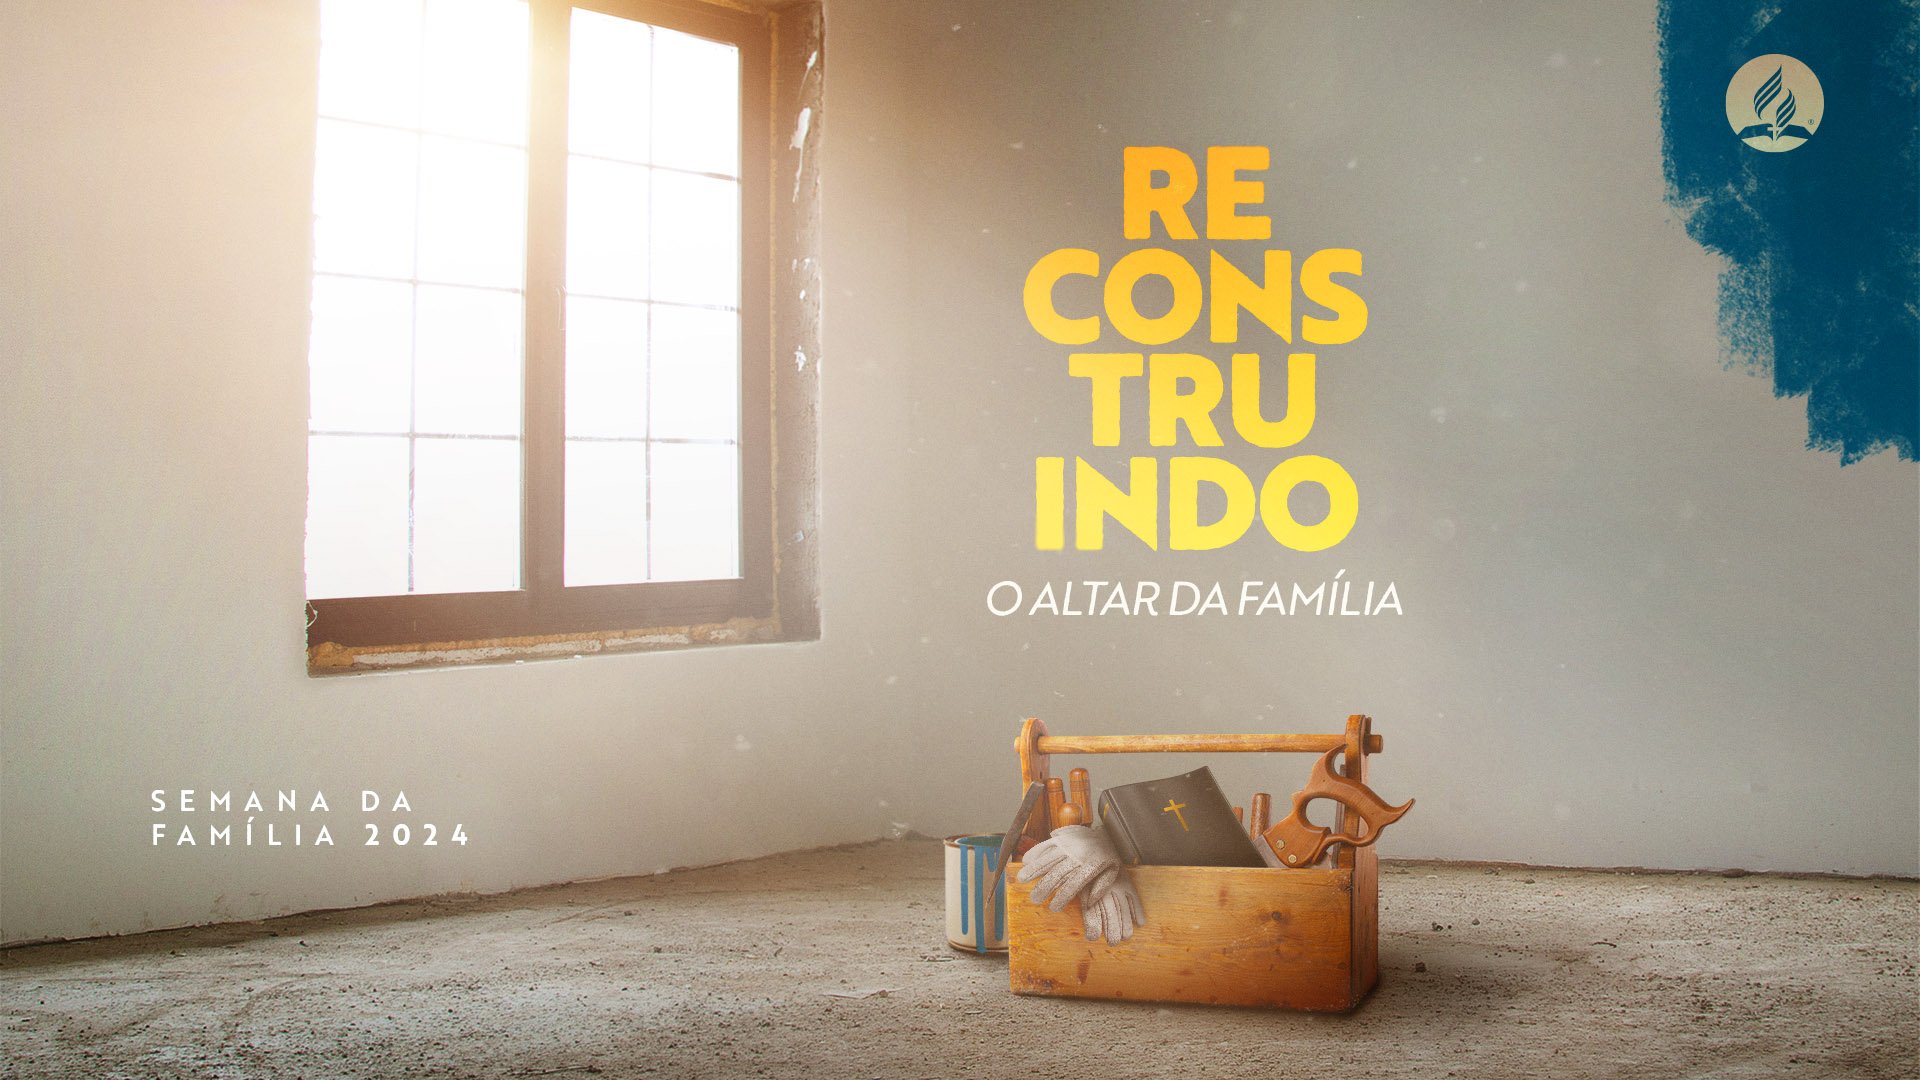 RE
CONS
TRU
INDO
O ALTAR DA FAMÍLIA
SEMANA DA
FAMÍLIA 2024